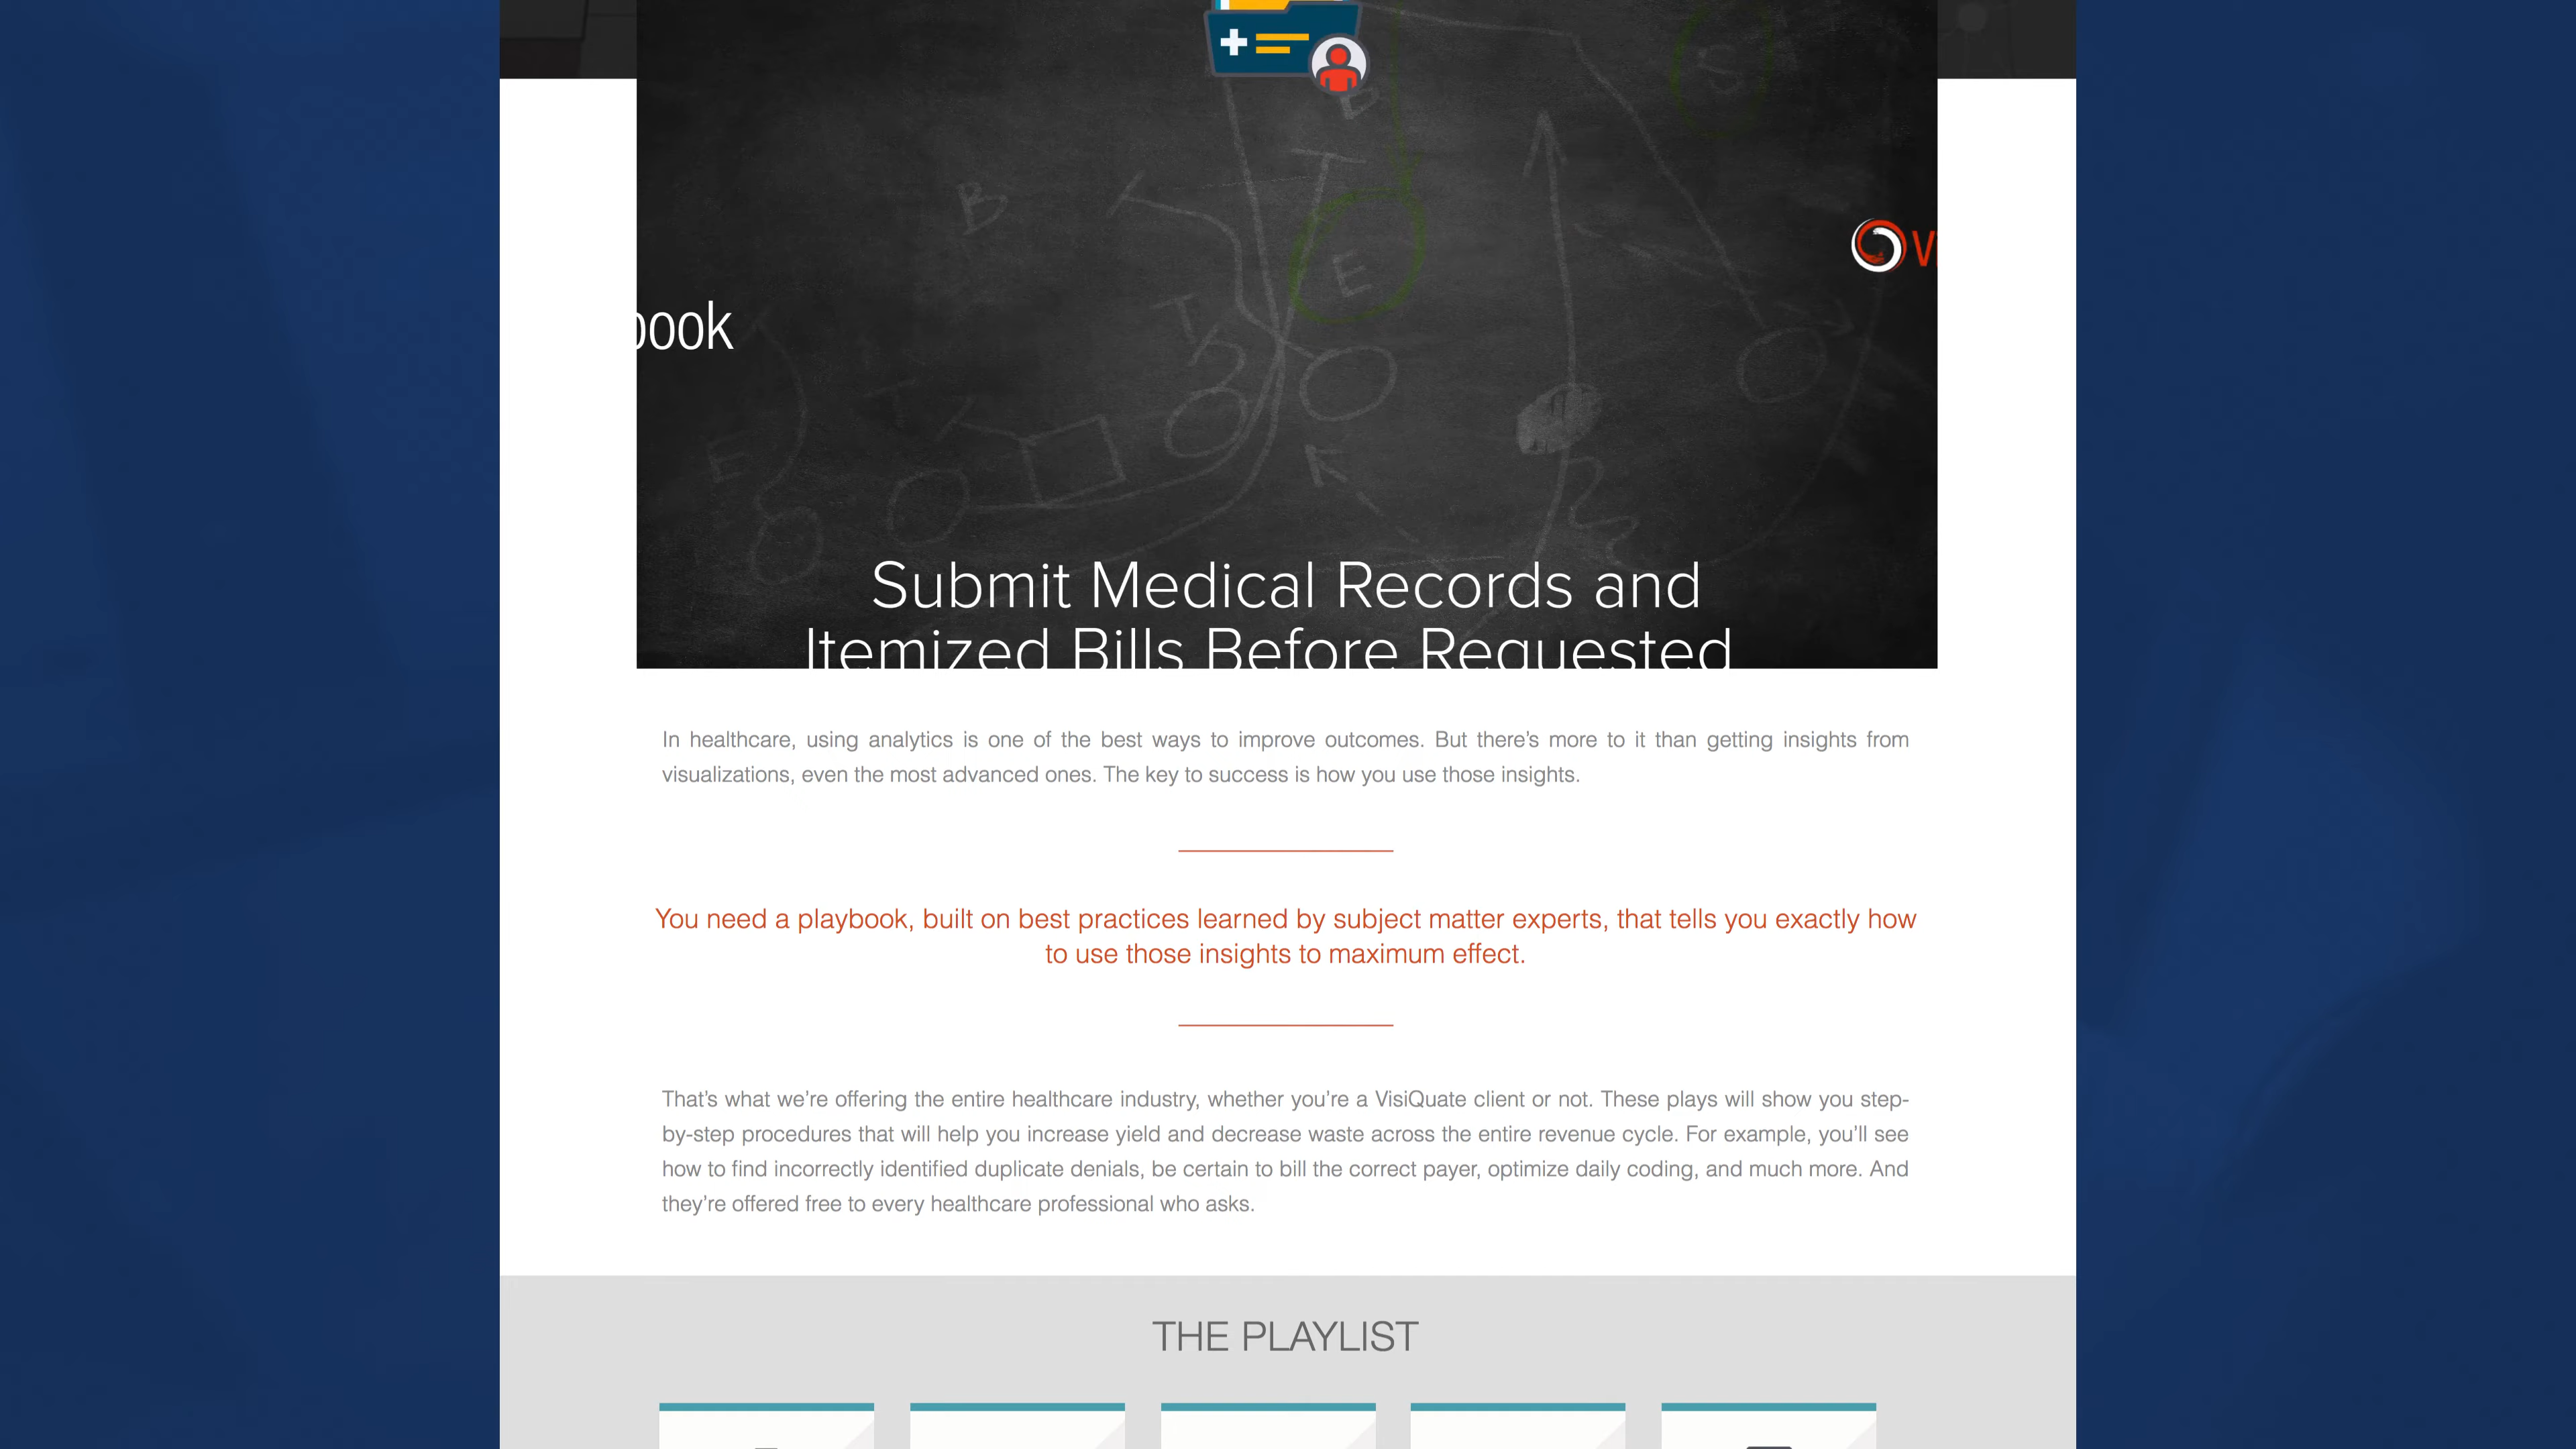 book
Submit Medical Records and
Itemized Bills Before Requested
In healthcare, using analytics is one of the best ways to improve outcomes. But there's more to it than getting insights from
visualizations, even the most advanced ones. The key to success is how you use those insights.
You need a playbook, built on best practices learned by subject matter experts, that tells you exactly how
to use those insights to maximum effect.
That's what we're offering the entire healthcare industry, whether you're a VisiQuate client or not. These plays will show you step-
by-step procedures that will help you increase yield and decrease waste across the entire revenue cycle. For example, you'll see
how to find incorrectly identified duplicate denials, be certain to bill the correct payer, optimize daily coding, and much more. And
they're offered free to every healthcare professional who asks.
THE PLAYLIST